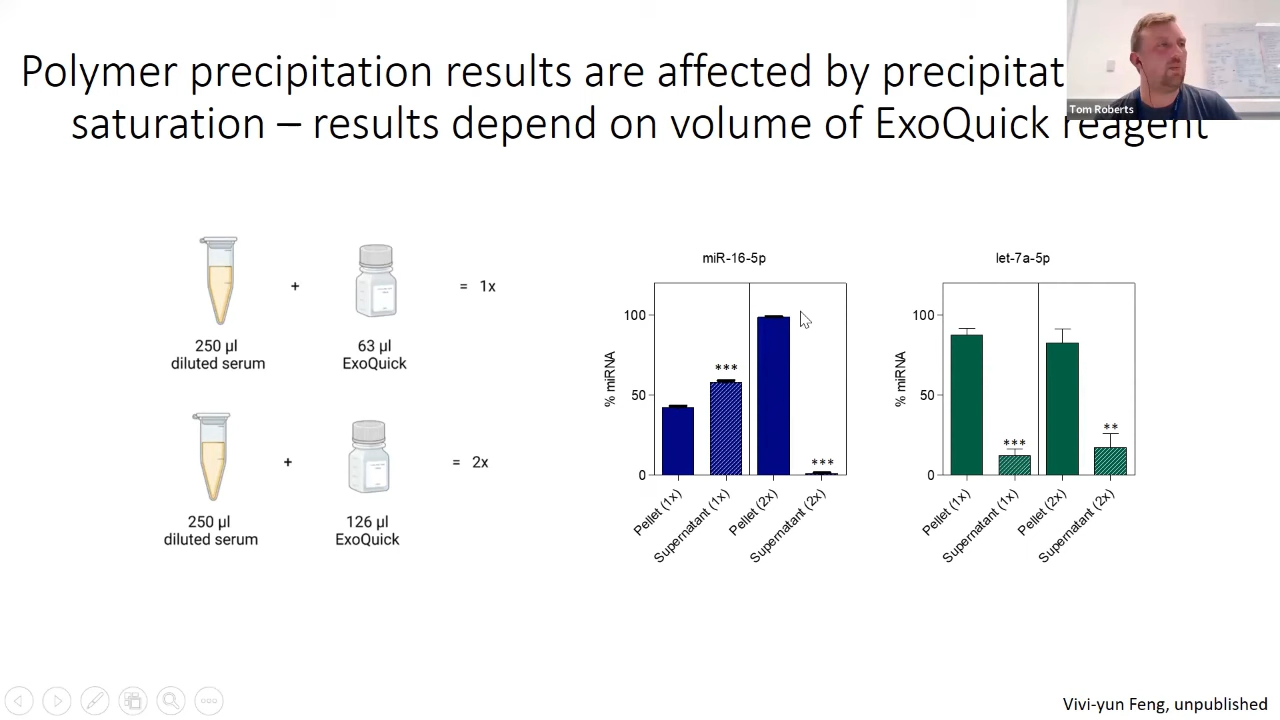 Polymer precipitation results are affected by precipitat
saturation – results depend on volume of ExoQuick reagent
Tom Roberts
250 µl
diluted serum
+
63 µl
ExoQuick
= 1x
250 µl
diluted serum
+
126 µl
ExoQuick
= 2x
miR-16-5p
% miRNA
100
50
0
***
***
Pellet (1x)
Supernatant (1x)
Pellet (2x)
Supernatant (2x)
let-7a-5p
% miRNA
100
50
0
***
**
Pellet (1x)
Supernatant (1x)
Pellet (2x)
Supernatant (2x)
Vivi-yun Feng, unpublished